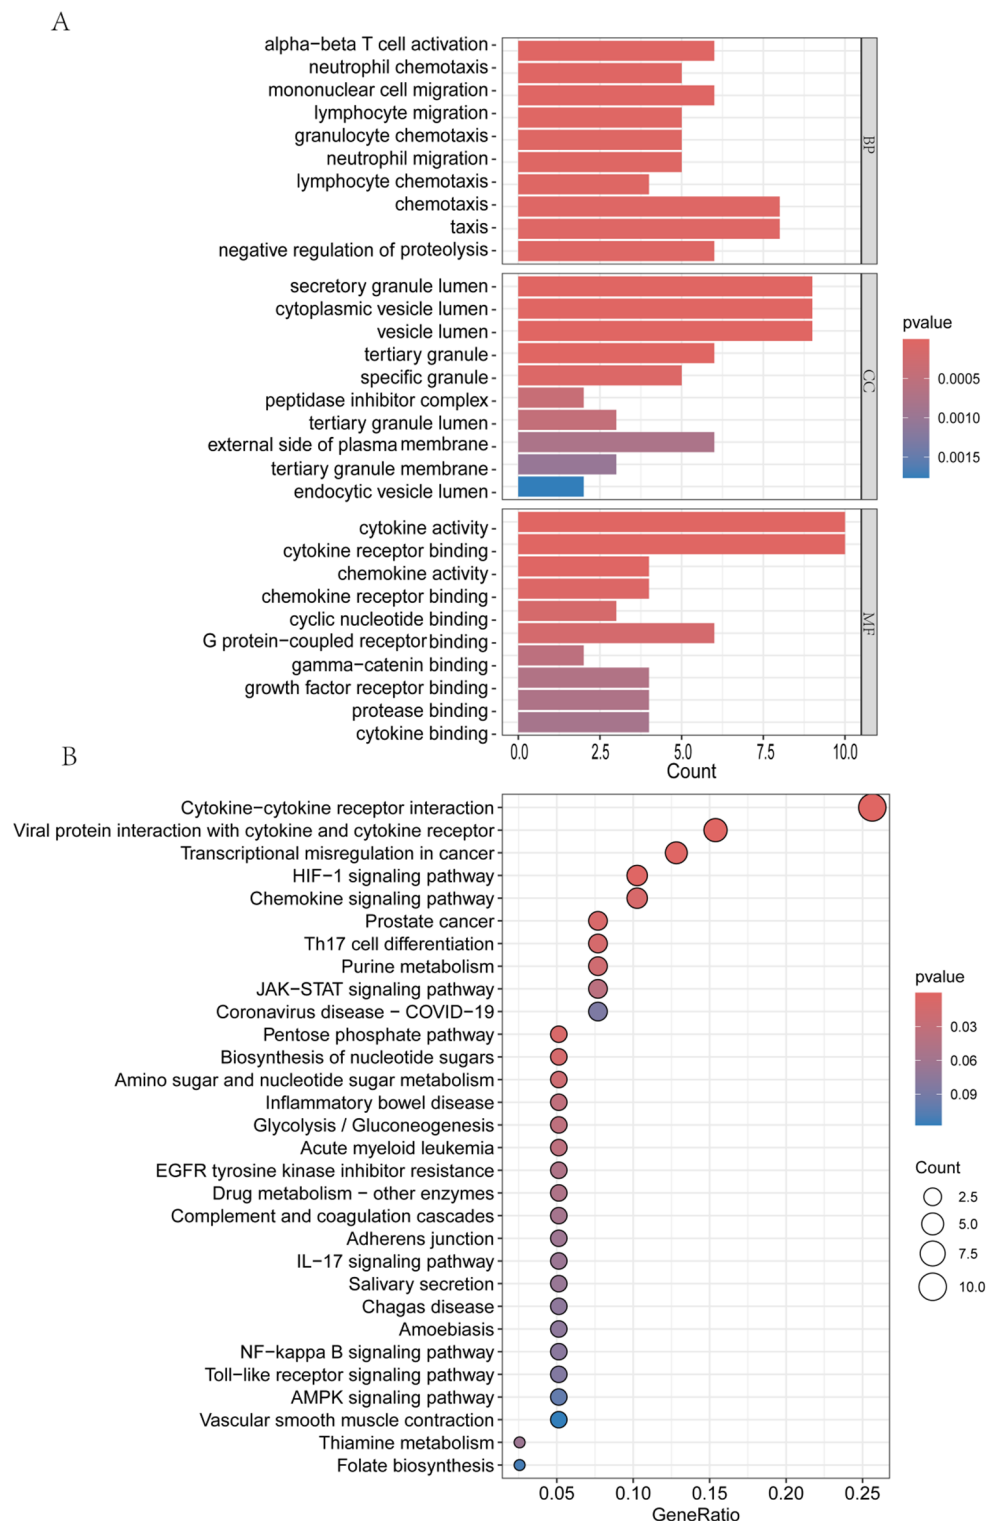 A
alpha−beta T cell activation
neutrophil chemotaxis
mononuclear cell migration
lymphocyte migration
granulocyte chemotaxis
neutrophil migration
lymphocyte chemotaxis
chemotaxis
taxis
negative regulation of proteolysis
BP
secretory granule lumen
cytoplasmic vesicle lumen
vesicle lumen
tertiary granule
specific granule
peptidase inhibitor complex
tertiary granule lumen
external side of plasma membrane
tertiary granule membrane
endocytic vesicle lumen
CC
cytokine activity
cytokine receptor binding
chemokine activity
chemokine receptor binding
cyclic nucleotide binding
G protein−coupled receptor binding
gamma−catenin binding
growth factor receptor binding
protease binding
cytokine binding
MF
0.0 2.5 5.0 7.5 10.0
Count
pvalue
0.0005
0.0010
0.0015
B
Cytokine−cytokine receptor interaction
Viral protein interaction with cytokine and cytokine receptor
Transcriptional misregulation in cancer
HIF−1 signaling pathway
Chemokine signaling pathway
Prostate cancer
Th17 cell differentiation
Purine metabolism
JAK−STAT signaling pathway
Coronavirus disease − COVID−19
Pentose phosphate pathway
Biosynthesis of nucleotide sugars
Amino sugar and nucleotide sugar metabolism
Inflammatory bowel disease
Glycolysis / Gluconeogenesis
Acute myeloid leukemia
EGFR tyrosine kinase inhibitor resistance
Drug metabolism − other enzymes
Complement and coagulation cascades
Adherens junction
IL−17 signaling pathway
Salivary secretion
Chagas disease
Amoebiasis
NF−kappa B signaling pathway
Toll−like receptor signaling pathway
AMPK signaling pathway
Vascular smooth muscle contraction
Thiamine metabolism
Folate biosynthesis
0.05 0.10 0.15 0.20 0.25
GeneRatio
pvalue
0.03
0.06
0.09
Count
2.5
5.0
7.5
10.0